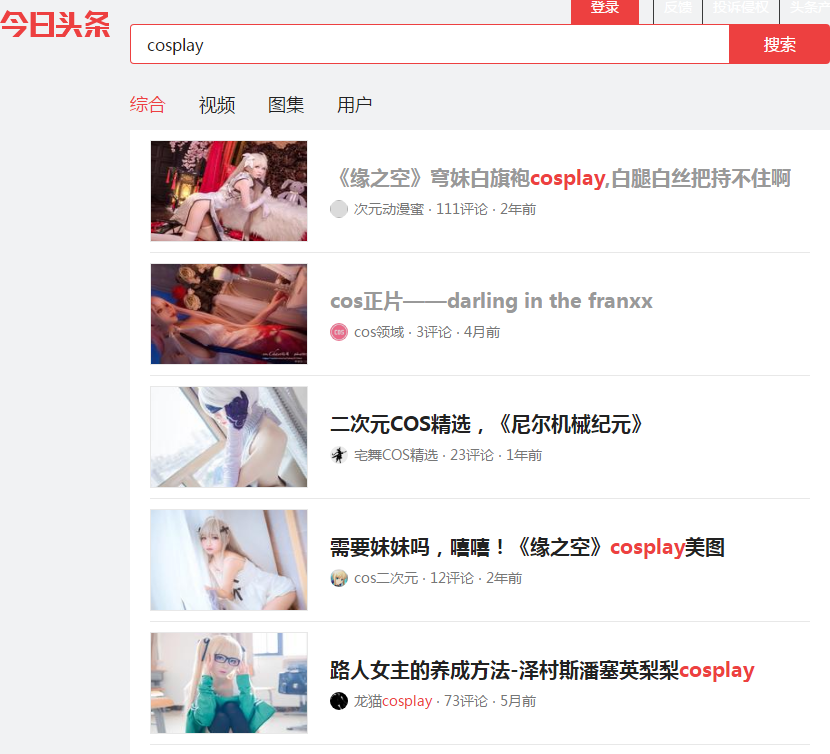 今日头条
登录
反馈
投诉侵权
头条产
cosplay
搜索
综合 视频 图集 用户
《缘之空》穹妹白旗袍cosplay,白腿白丝把持不住啊
次元动漫蜜 · 111评论 · 2年前
cos正片——darling in the franxx
cos领域 · 3评论 · 4月前
二次元COS精选，《尼尔机械纪元》
宅舞COS精选 · 23评论 · 1年前
需要妹妹吗，嘻嘻！《缘之空》cosplay美图
cos二次元 · 12评论 · 2年前
路人女主的养成方法-泽村斯潘塞英梨梨cosplay
龙猫cosplay · 73评论 · 5月前